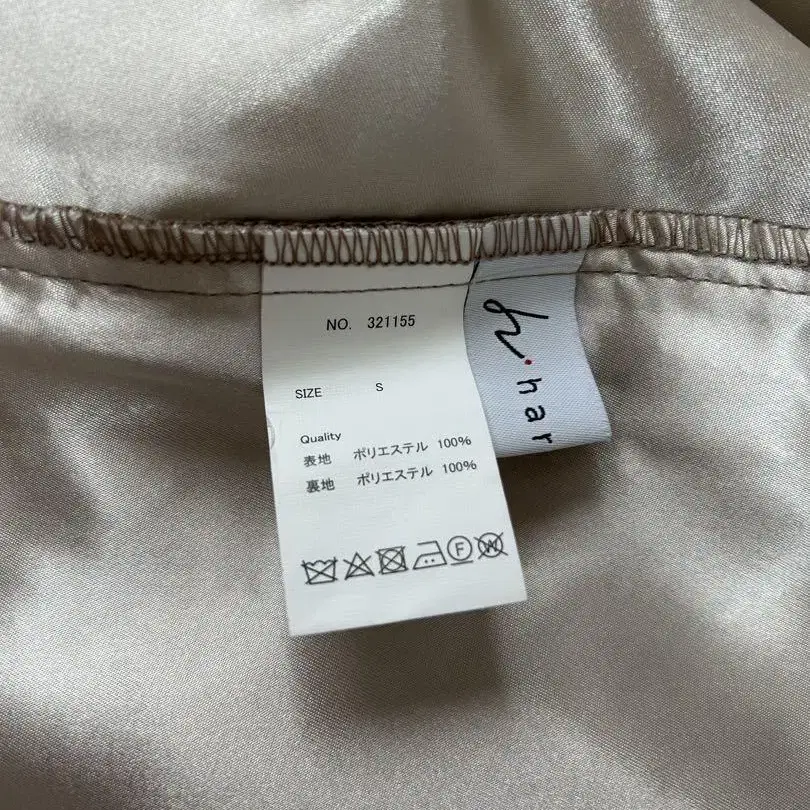 NO. 321155
SIZE S
Quality
表地 ポリエステル 100%
裏地 ポリエステル 100%
F
W
h·har